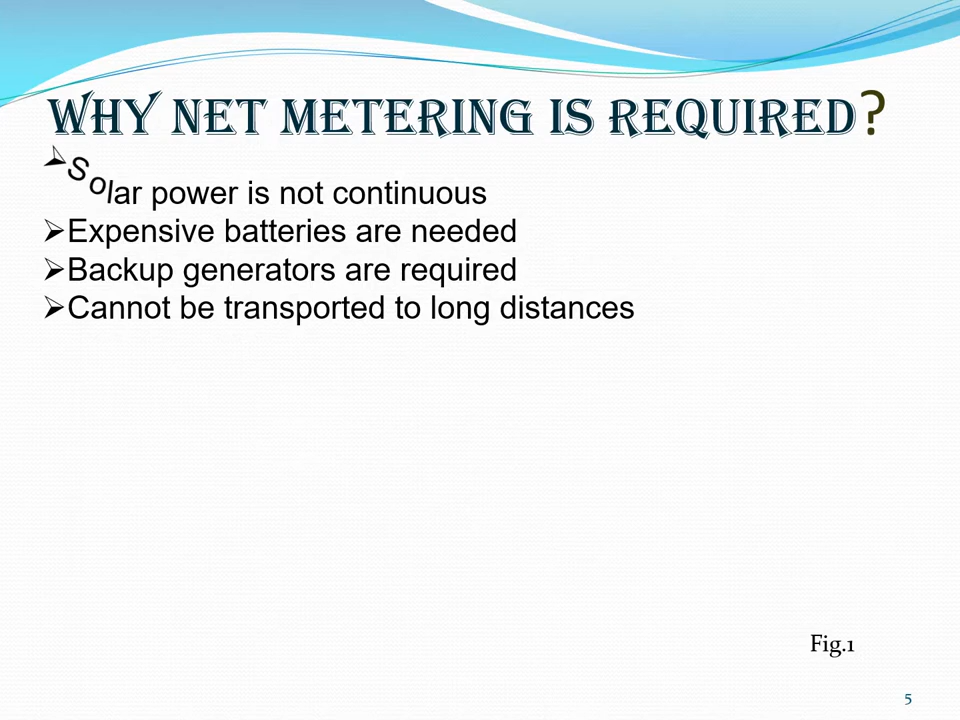 WHY NET METERING IS REQUIRED?
➢Solar power is not continuous
➢Expensive batteries are needed
➢Backup generators are required
➢Cannot be transported to long distances
Fig.1
5